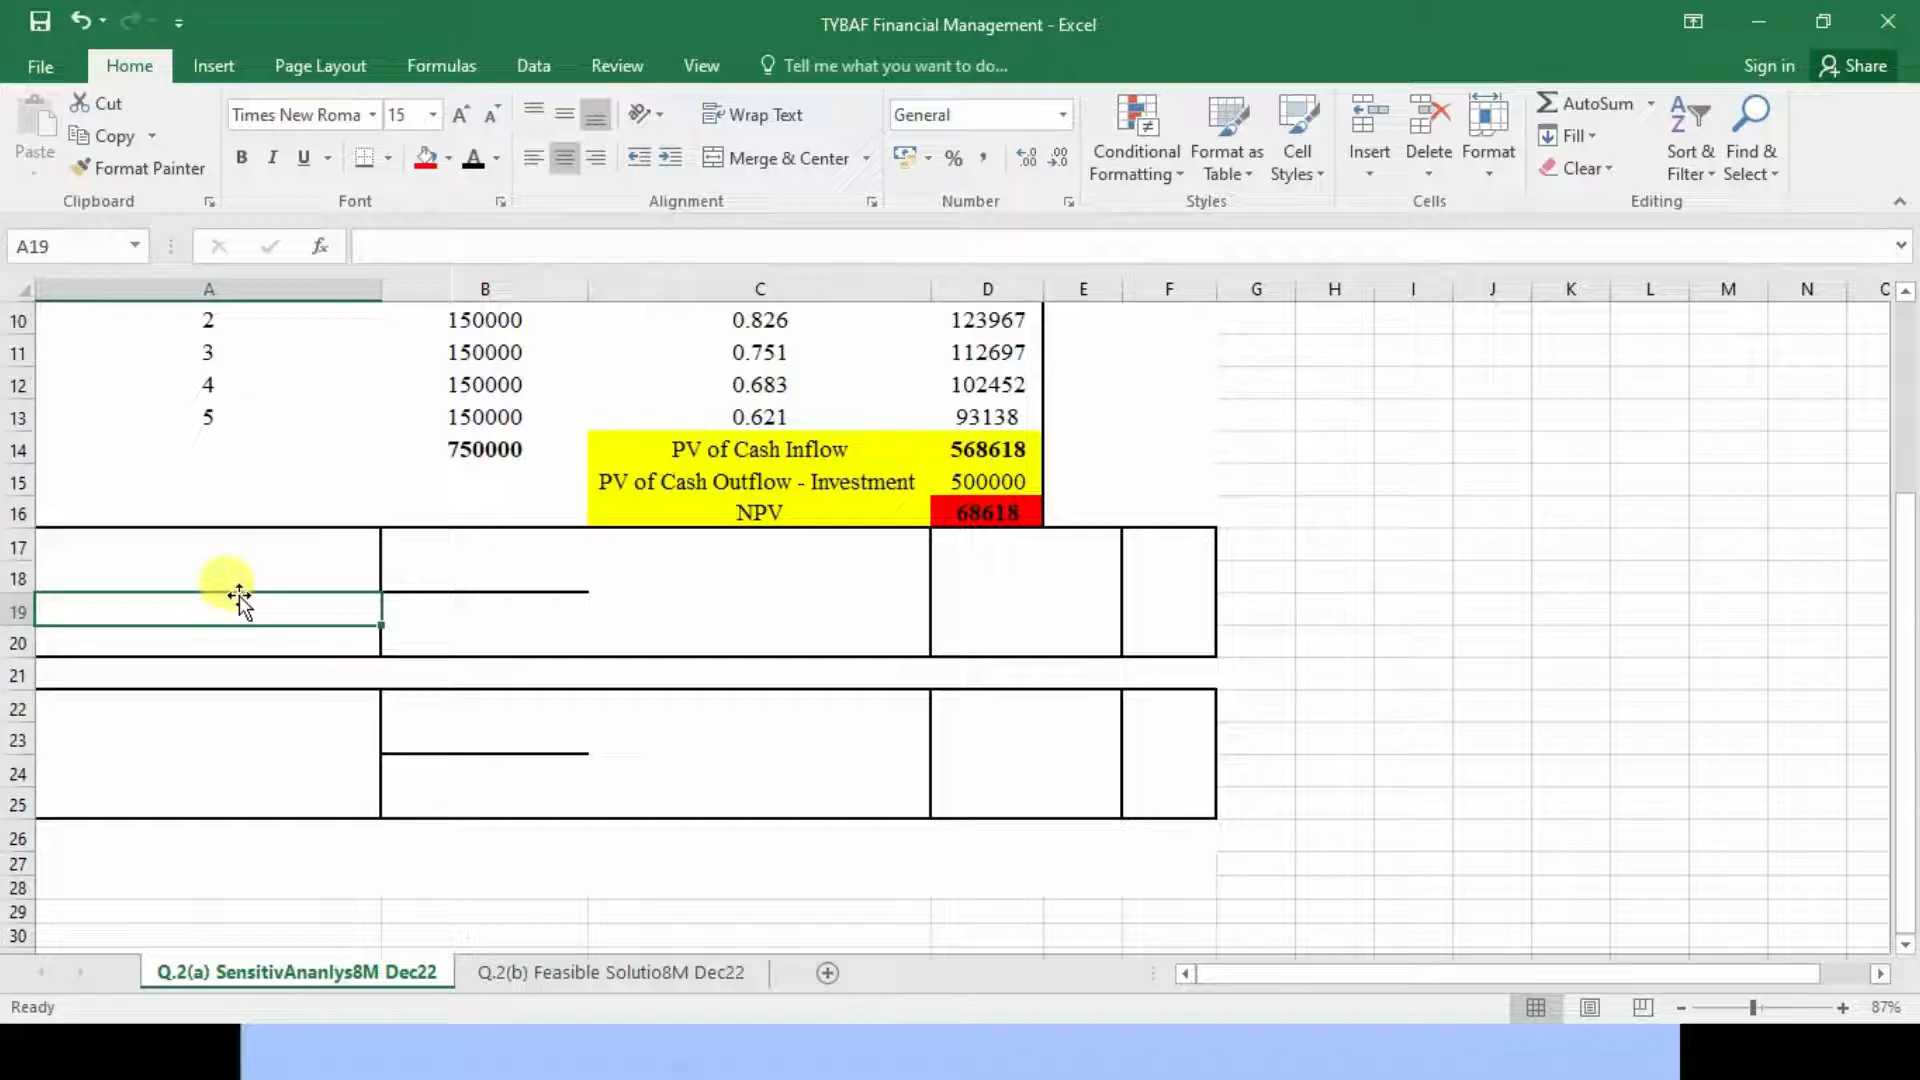 TYBAF Financial Management - Excel
File Home Insert Page Layout Formulas Data Review View Tell me what you want to do... Sign in Share
Paste Cut Copy Format Painter Clipboard
Times New Roma 15 B I U A Font
Wrap Text Merge & Center Alignment
General % Number
Conditional Formatting Format as Table Cell Styles Styles
Insert Delete Format Cells
AutoSum Fill Clear Sort & Filter Find & Select Editing
A19 fx
A B C D E F G H I J K L M N
10 2 150000 0.826 123967
11 3 150000 0.751 112697
12 4 150000 0.683 102452
13 5 150000 0.621 93138
14 750000 PV of Cash Inflow 568618
15 PV of Cash Outflow - Investment 500000
16 NPV 68618
17
18
19
20
21
22
23
24
25
26
27
28
29
30
Q.2(a) SensitivAnanlys8M Dec22 Q.2(b) Feasible Solutio8M Dec22
Ready 87%